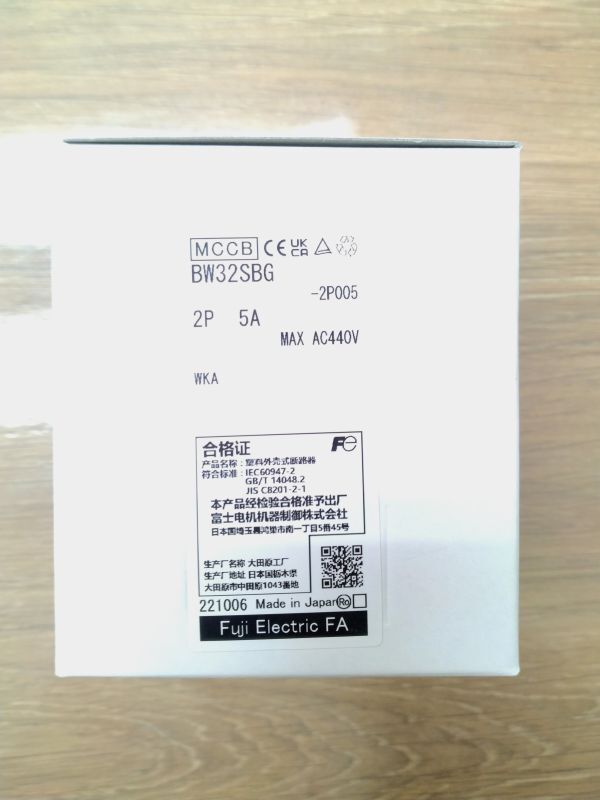 MCCB CE UK CA
BW32SBG
-2P005
2P 5A
MAX AC440V
WKA
合格证 Fe
产品名称：塑料外壳式断路器
符合标准：IEC60947-2
GB/T 14048.2
JIS C8201-2-1
本产品经检验合格准予出厂
富士电机机器制御株式会社
日本国埼玉县鸿巢市南一丁目5番45号
生产厂名称 大田原工厂
生产厂地址 日本国栃木县
大田原市中田原1043番地
221006 Made in Japan Ro
Fuji Electric FA